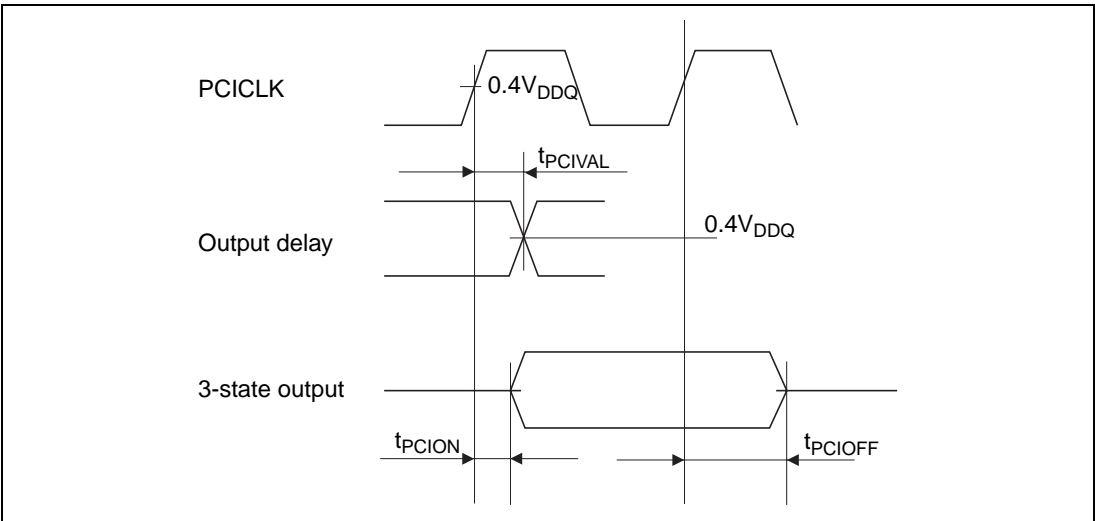 PCICLK
0.4VDDQ
tPCIVAL
0.4VDDQ
Output delay
3-state output
tPCION
tPCIOFF